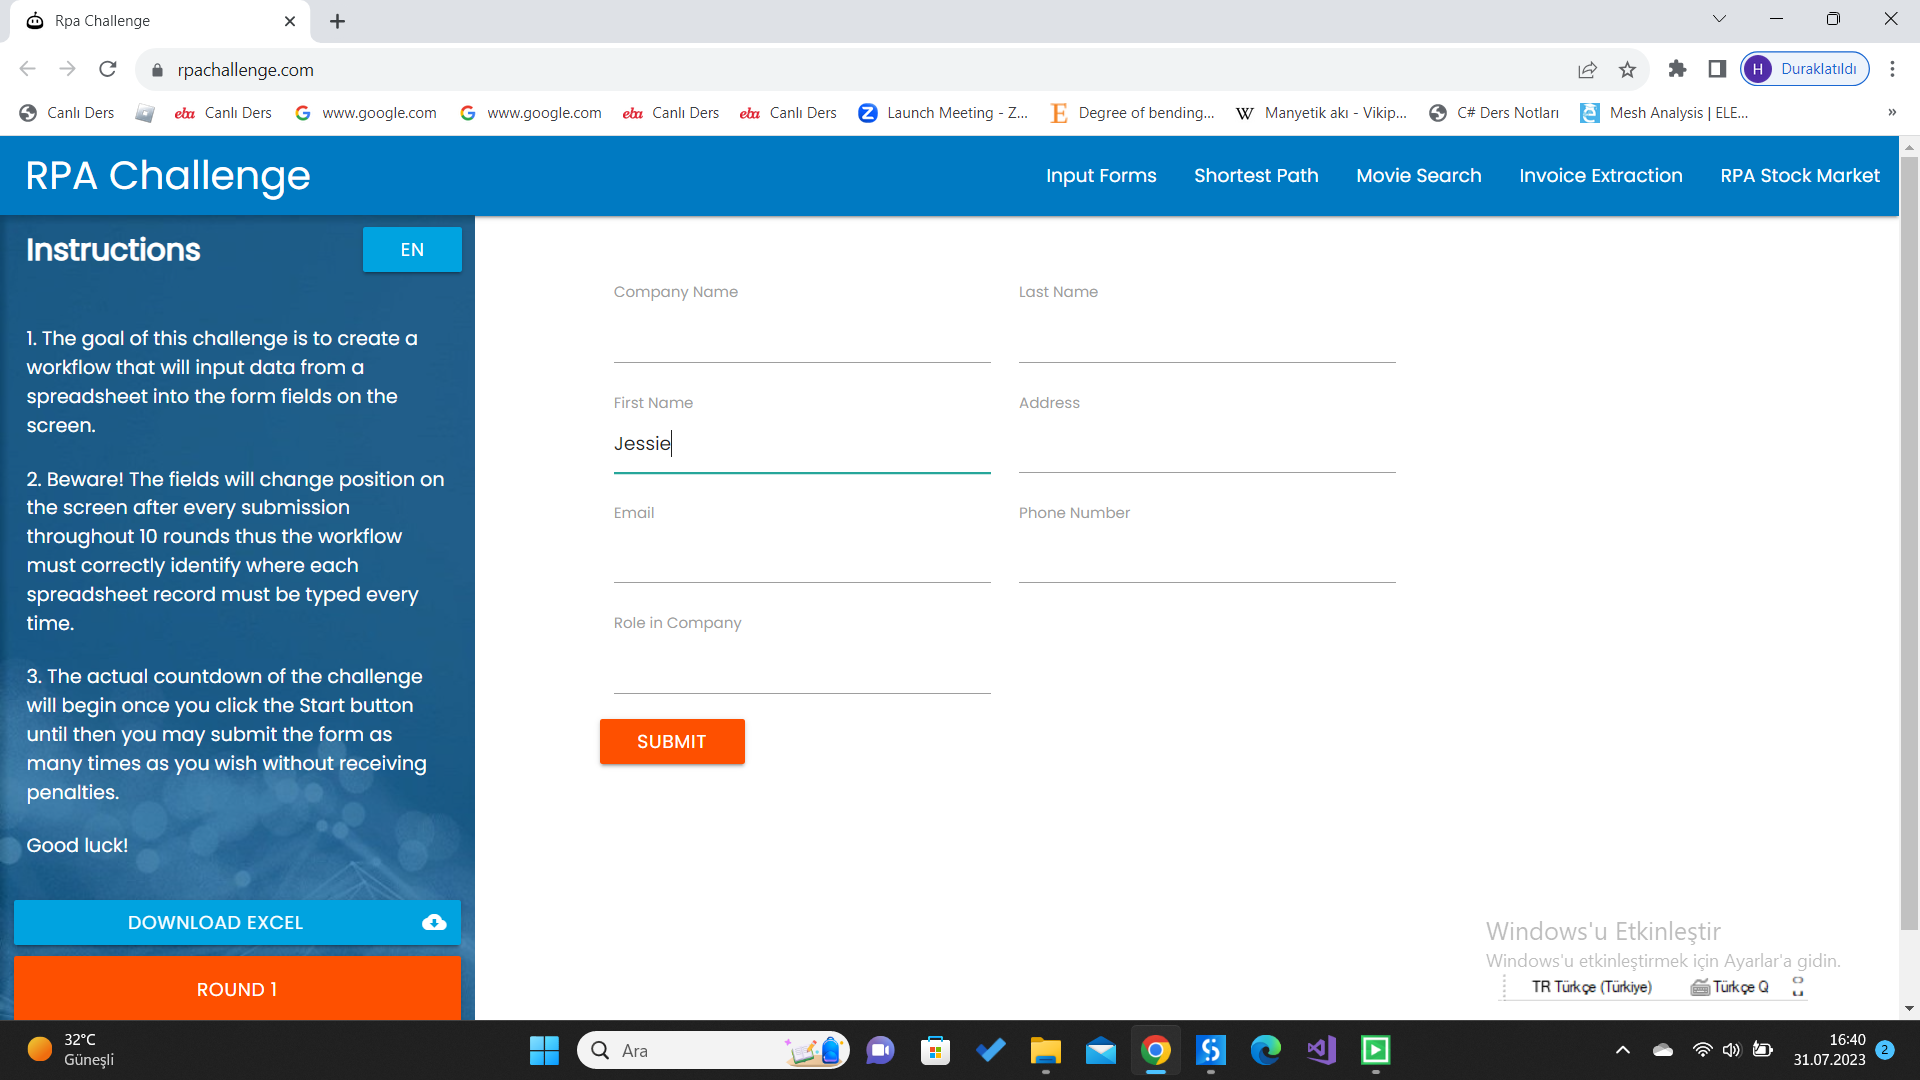 Rpa Challenge
rpachallenge.com
H Duraklatıldı
Canlı Ders
eba Canlı Ders
www.google.com
www.google.com
eba Canlı Ders
eba Canlı Ders
Launch Meeting - Z...
Degree of bending...
Manyetik akı - Vikip...
C# Ders Notları
Mesh Analysis | ELE...
»
RPA Challenge
Input Forms
Shortest Path
Movie Search
Invoice Extraction
RPA Stock Market
Instructions
EN
1. The goal of this challenge is to create a
workflow that will input data from a
spreadsheet into the form fields on the
screen.
2. Beware! The fields will change position on
the screen after every submission
throughout 10 rounds thus the workflow
must correctly identify where each
spreadsheet record must be typed every
time.
3. The actual countdown of the challenge
will begin once you click the Start button
until then you may submit the form as
many times as you wish without receiving
penalties.
Good luck!
DOWNLOAD EXCEL
ROUND 1
Company Name
Last Name
First Name
Jessie
Address
Email
Phone Number
Role in Company
SUBMIT
Windows'u Etkinleştir
Windows'u etkinleştirmek için Ayarlar'a gidin.
TR Türkçe (Türkiye)
Türkçe Q
32°C
Güneşli
Ara
16:40
31.07.2023
2